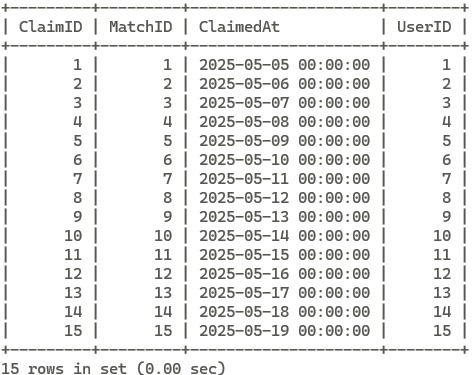 +---------+---------+---------------------+--------+
| ClaimID | MatchID | ClaimedAt           | UserID |
+---------+---------+---------------------+--------+
|       1 |       1 | 2025-05-05 00:00:00 |      1 |
|       2 |       2 | 2025-05-06 00:00:00 |      2 |
|       3 |       3 | 2025-05-07 00:00:00 |      3 |
|       4 |       4 | 2025-05-08 00:00:00 |      4 |
|       5 |       5 | 2025-05-09 00:00:00 |      5 |
|       6 |       6 | 2025-05-10 00:00:00 |      6 |
|       7 |       7 | 2025-05-11 00:00:00 |      7 |
|       8 |       8 | 2025-05-12 00:00:00 |      8 |
|       9 |       9 | 2025-05-13 00:00:00 |      9 |
|      10 |      10 | 2025-05-14 00:00:00 |     10 |
|      11 |      11 | 2025-05-15 00:00:00 |     11 |
|      12 |      12 | 2025-05-16 00:00:00 |     12 |
|      13 |      13 | 2025-05-17 00:00:00 |     13 |
|      14 |      14 | 2025-05-18 00:00:00 |     14 |
|      15 |      15 | 2025-05-19 00:00:00 |     15 |
+---------+---------+---------------------+--------+
15 rows in set (0.00 sec)